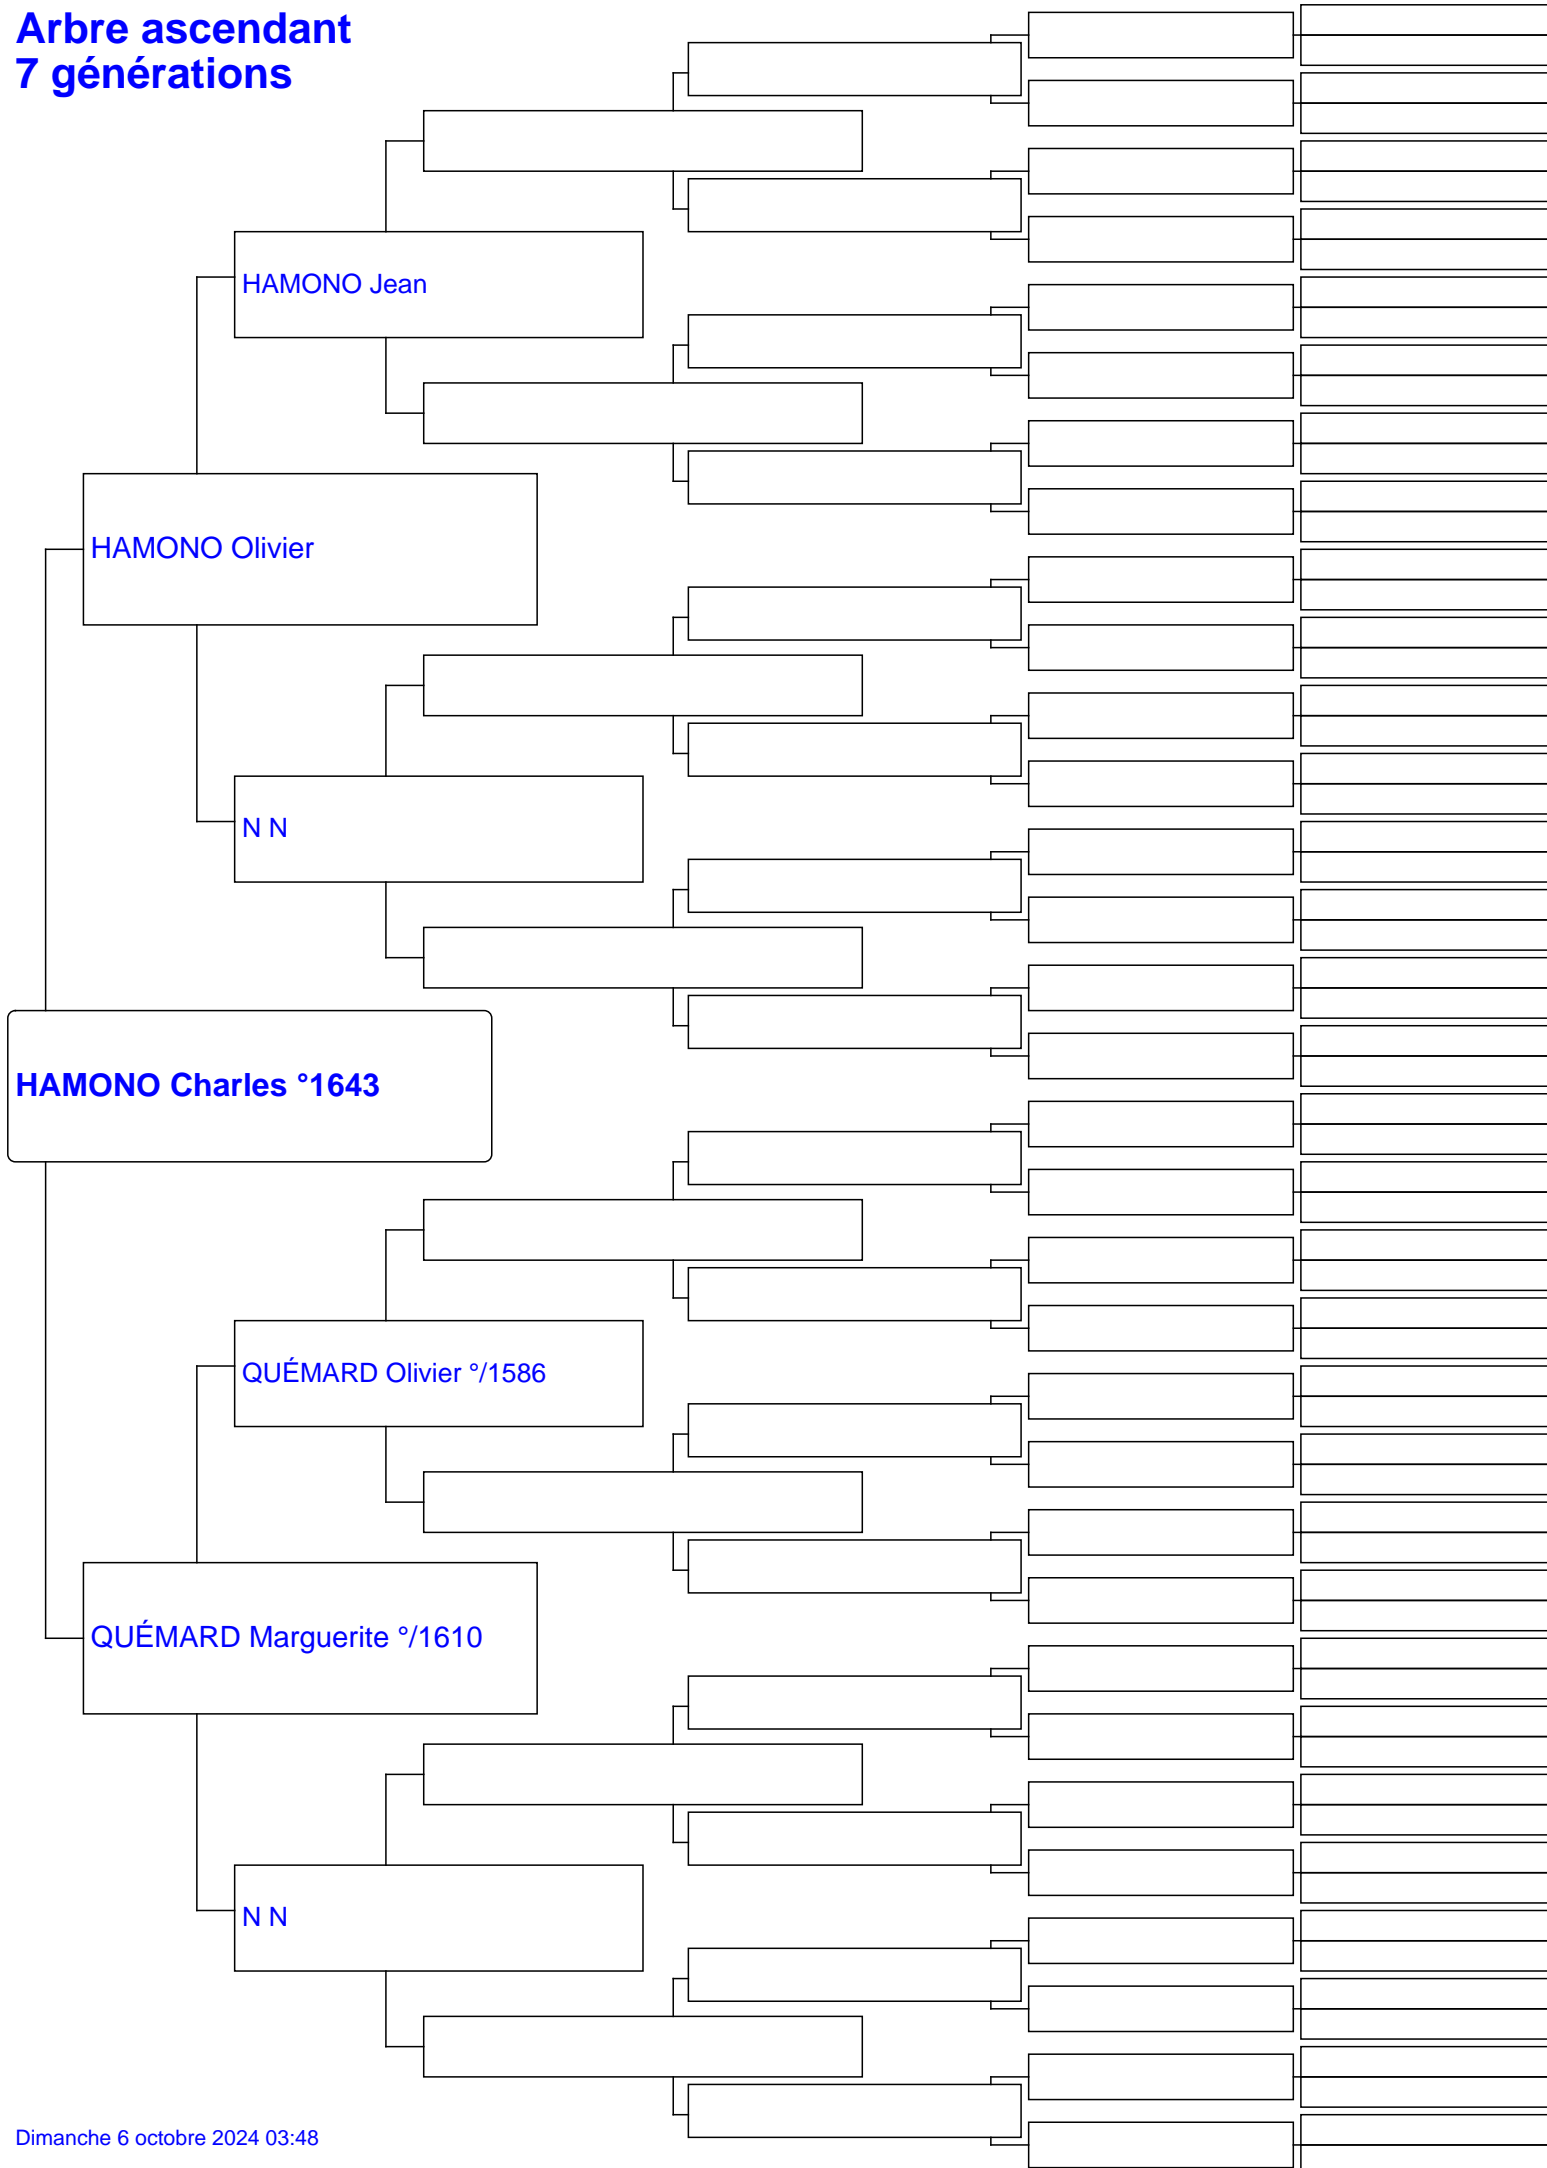 Arbre ascendant
7 générations
HAMONO Jean
HAMONO Olivier
N N
HAMONO Charles °1643
QUÉMARD Olivier °/1586
QUÉMARD Marguerite °/1610
N N
Dimanche 6 octobre 2024 03:48